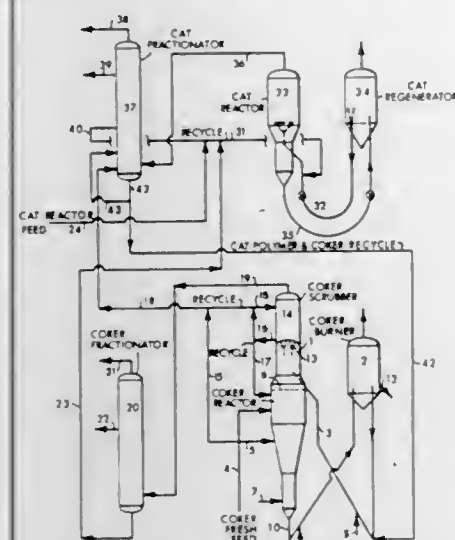 38
CAT
FRACTIONATOR
36
39
37
33
CAT
REACTOR
34
CAT
REGENERATOR
40
RECYCLE
31
32
35
43
43
CAT REACTOR
FEED
24
CAT POLYMER & COKER RECYCLE
19
COKER
SCRUBBER
18
RECYCLE
14
COKER
BURNER
COKER
FRACTIONATOR
21
16
RECYCLE
17
1
13
2
12
42
20
22
23
15
COKER
REACTOR
3
4
15
7
10
COKER
FRESH
FEED